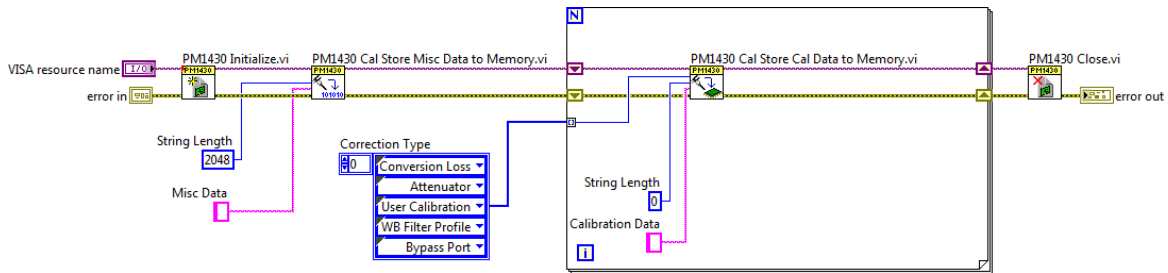 N
PM1430 Initialize.vi
PM1430 Cal Store Misc Data to Memory.vi
PM1430 Cal Store Cal Data to Memory.vi
PM1430 Close.vi
VISA resource name
I/O
PM1430
PM1430
101010
PM1430
PM1430
error in
error out
String Length
2048
Misc Data
Correction Type
0
Conversion Loss
Attenuator
User Calibration
WB Filter Profile
Bypass Port
String Length
0
Calibration Data
i